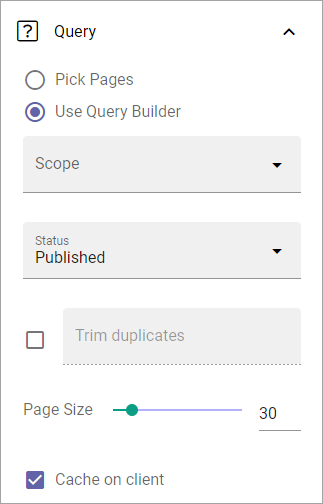 Query
Pick Pages
Use Query Builder
Scope
Status
Published
Trim duplicates
Page Size
30
Cache on client